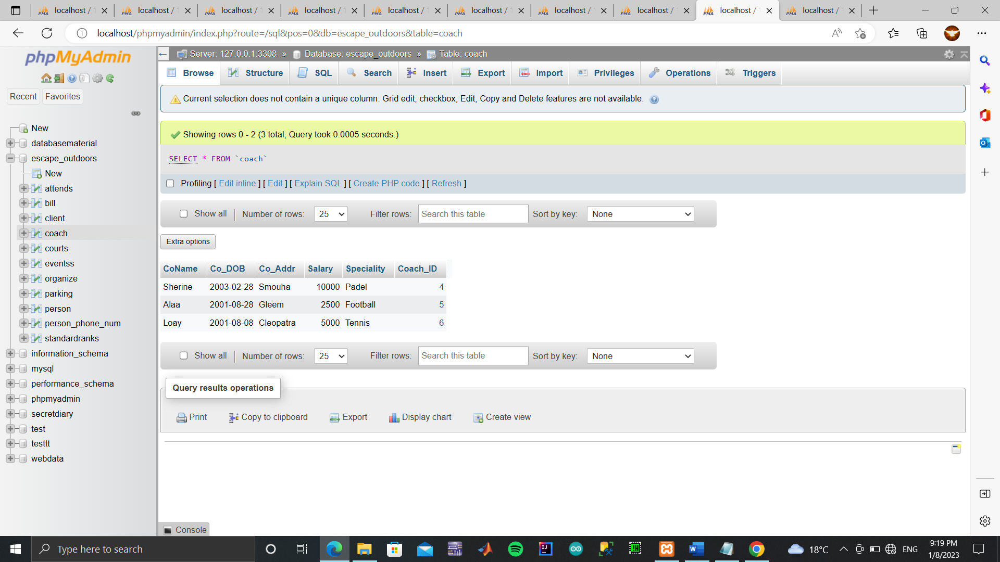 localhost / 1 localhost / 1 localhost / 1 localhost / 1 localhost / 1 localhost / 1 localhost / 1 localhost / localhost / 1 localhost / 1
localhost/phpmyadmin/index.php?route=/sql&pos=0&db=escape_outdoors&table=coach
phpMyAdmin
Recent Favorites
New
databasematerial
escape_outdoors
New
attends
bill
client
coach
courts
eventss
organize
parking
person
person_phone_num
standardranks
information_schema
mysql
performance_schema
phpmyadmin
secretdiary
test
testtt
webdata
Server: 127.0.0.1:3308 » Database: escape_outdoors » Table: coach
Browse Structure SQL Search Insert Export Import Privileges Operations Triggers
Current selection does not contain a unique column. Grid edit, checkbox, Edit, Copy and Delete features are not available.
Showing rows 0 - 2 (3 total, Query took 0.0005 seconds.)
SELECT * FROM `coach`
Profiling [ Edit inline ] [ Edit ] [ Explain SQL ] [ Create PHP code ] [ Refresh ]
Show all Number of rows: 25 Filter rows: Search this table Sort by key: None
Extra options
CoName Co_DOB Co_Addr Salary Speciality Coach_ID
Sherine 2003-02-28 Smouha 10000 Padel 4
Alaa 2001-08-28 Gleem 2500 Football 5
Loay 2001-08-08 Cleopatra 5000 Tennis 6
Show all Number of rows: 25 Filter rows: Search this table Sort by key: None
Query results operations
Print Copy to clipboard Export Display chart Create view
Console
Type here to search
18°C ENG
9:19 PM
1/8/2023